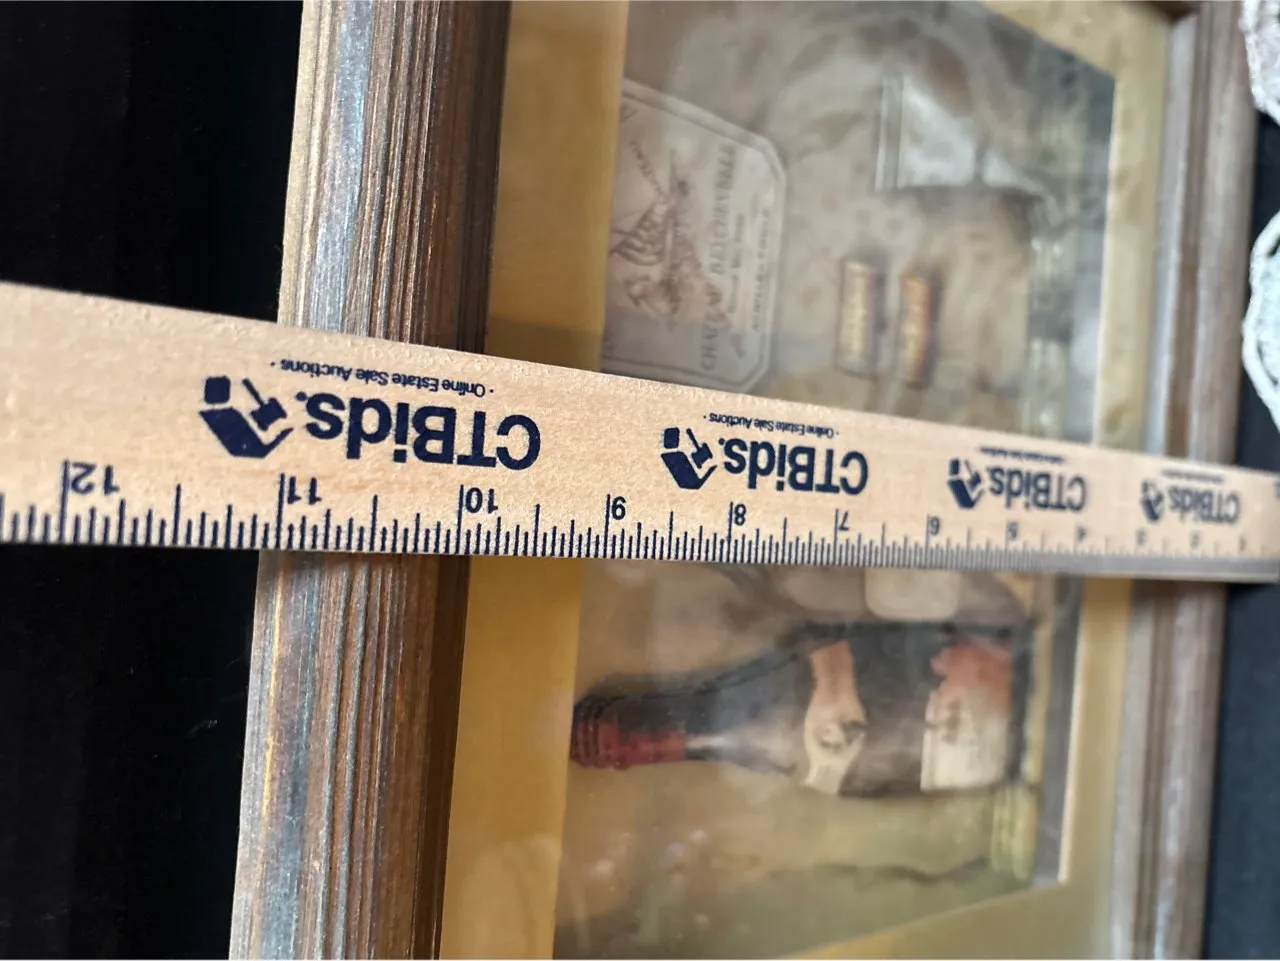 CTBids.
- Online Estate Sale Auctions -
CTBids.
- Online Estate Sale Auctions -
CTBids.
CTBids.
4 5 6 7 8 9 10 11 12
CHATEAU